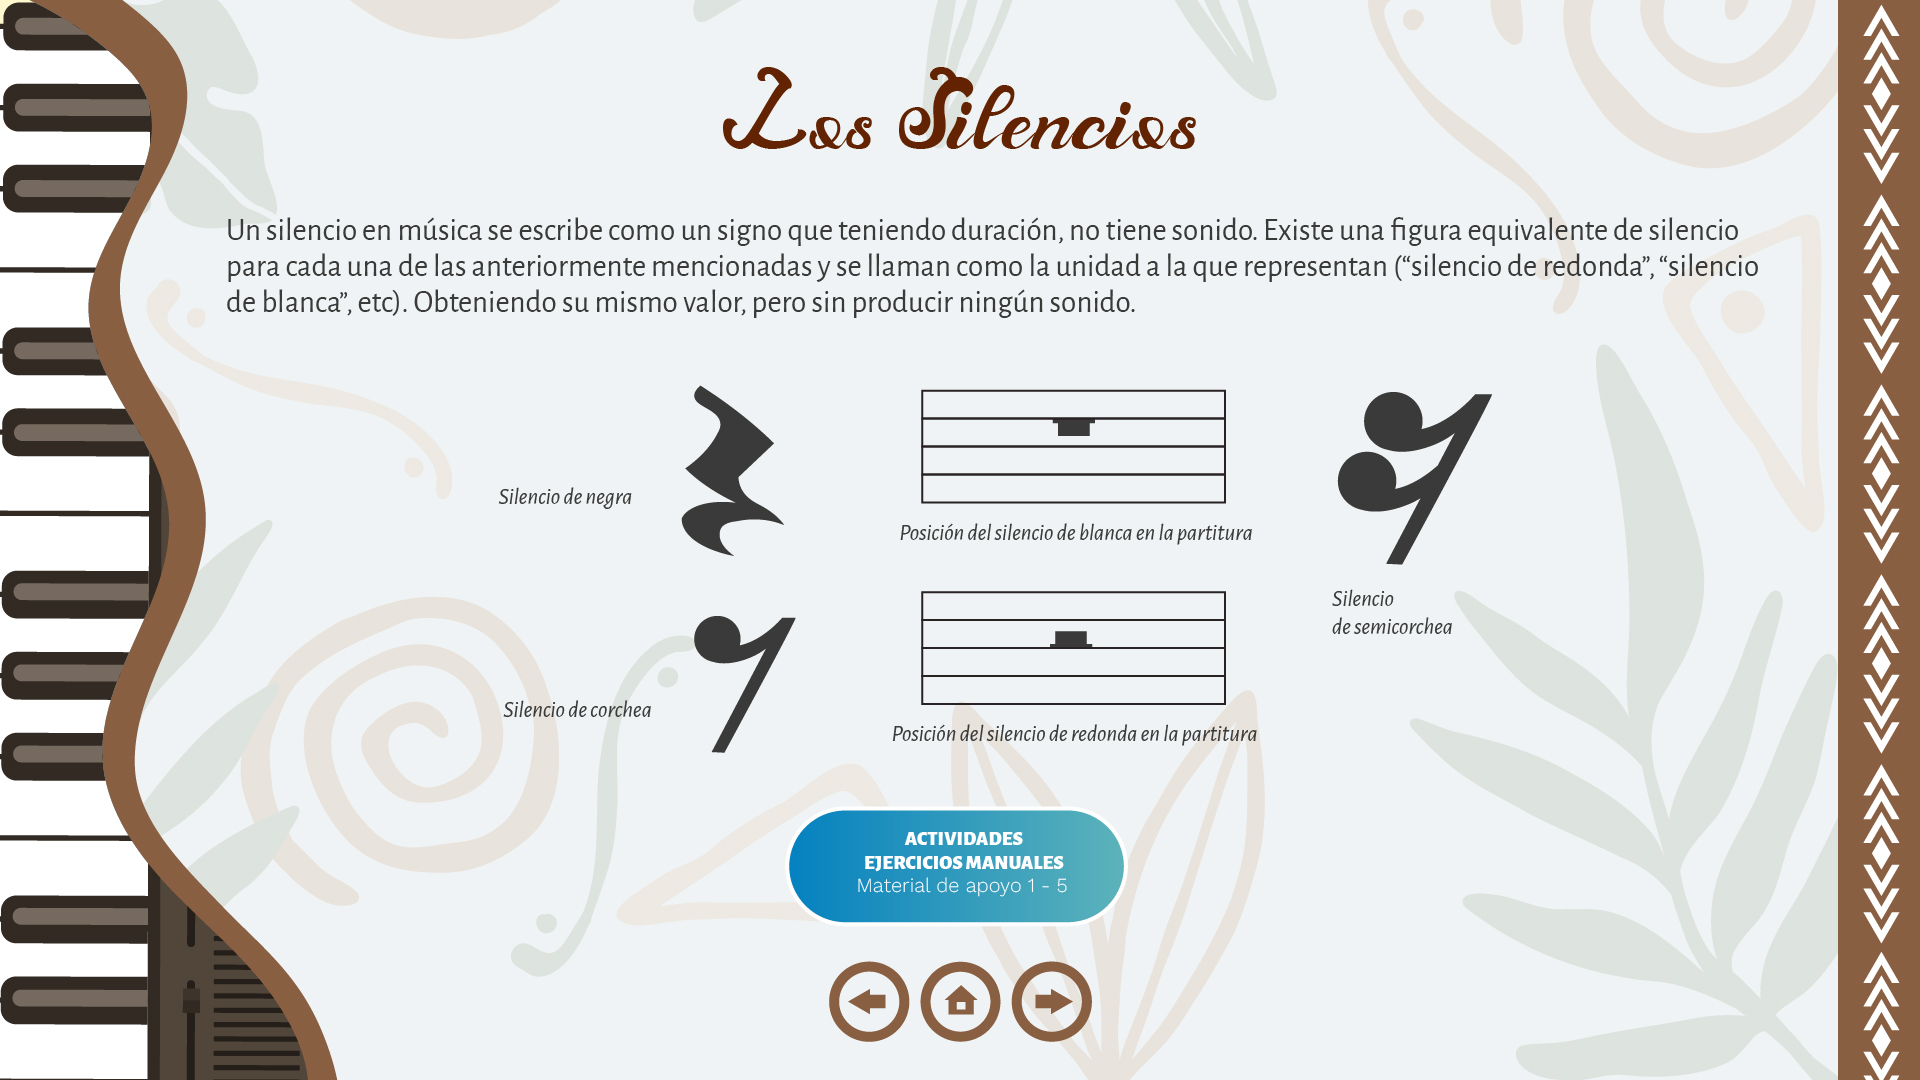 Los Silencios
Un silencio en música se escribe como un signo que teniendo duración, no tiene sonido. Existe una figura equivalente de silencio
para cada una de las anteriormente mencionadas y se llaman como la unidad a la que representan (“silencio de redonda”, “silencio
de blanca”, etc). Obteniendo su mismo valor, pero sin producir ningún sonido.
Silencio de negra
Posición del silencio de blanca en la partitura
Silencio
de semicorchea
Silencio de corchea
Posición del silencio de redonda en la partitura
ACTIVIDADES
EJERCICIOS MANUALES
Material de apoyo 1 - 5